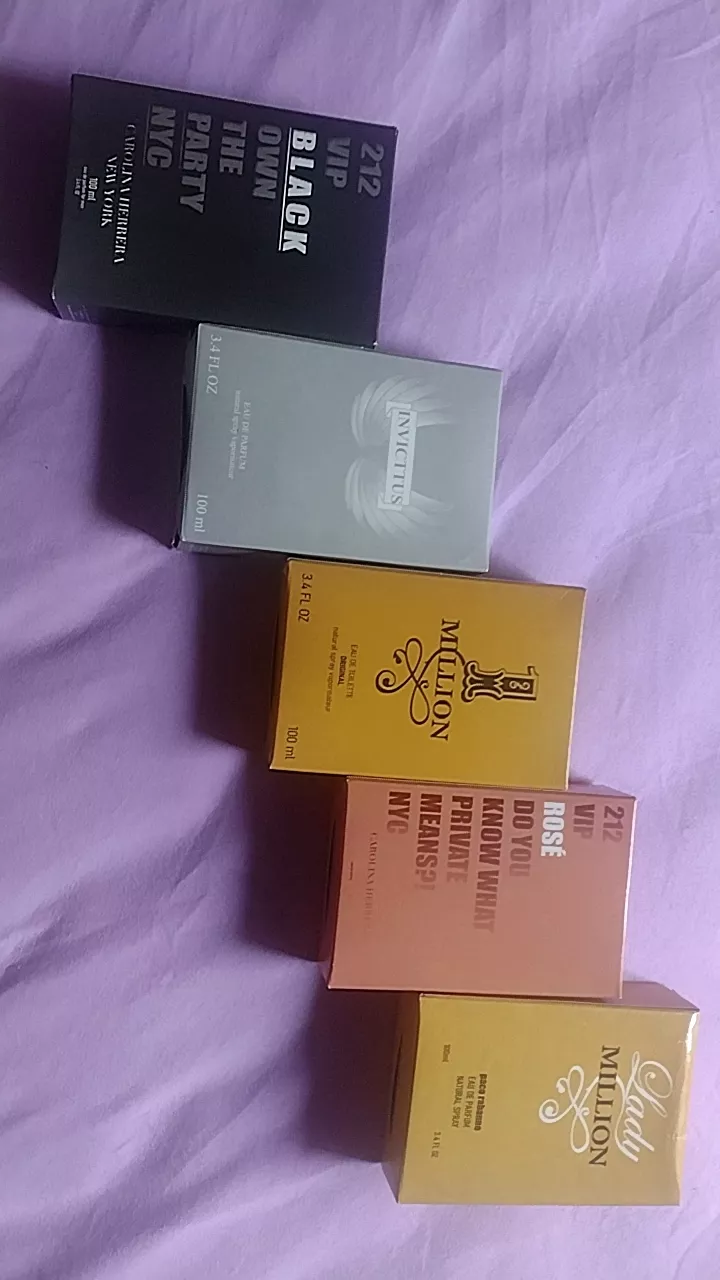 212
VIP
BLACK
OWN
THE
PARTY
NYC
CAROLINA HERRERA
NEW YORK
100 ml
INVICTTUS
EAU DE PARFUM
natural spray vaporisateur
3.4 FL.OZ 100 ml
1
MILLION
EAU DE TOILETTE
ORIGINAL
natural spray vaporisateur
3.4 FL OZ 100 ml
212
VIP
ROSÉ
DO YOU
KNOW WHAT
PRIVATE
MEANS?!
NYC
CAROLINA HERRERA
Lady
MILLION
paco rabanne
EAU DE PARFUM
NATURAL SPRAY
100ml 3.4 FL OZ